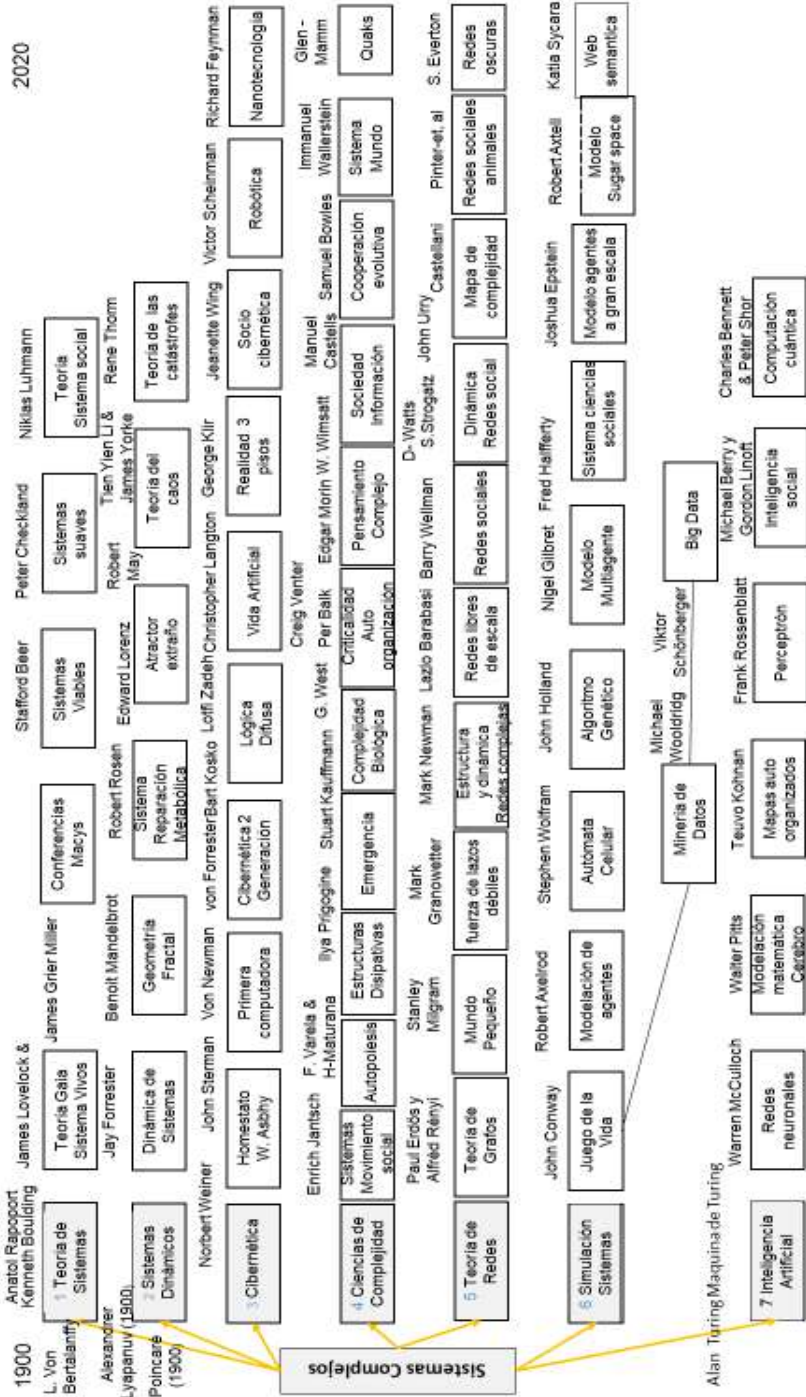 1900
2020
Anatol Rapoport
Kenneth Boulding
L. Von
Bertalanffy
James Lovelock &
James Grier Miller
Stafford Beer
Peter Checkland
Niklas Luhmann
1 Teoría de
Sistemas
Teoría Gaia
Sistema Vivos
Conferencias
Macys
Sistemas
Viables
Sistemas
suaves
Teoría
Sistema social
Alexandrer
Lyapanuv (1900)
Poincare
(1900)
Jay Forrester
Benoit Mandelbrot
Robert Rosen
Edward Lorenz
Robert
May
Tien Yien Li &
James Yorke
Rene Thorm
2 Sistemas
Dinámicos
Dinámica de
Sistemas
Geometría
Fractal
Sistema
Reparación
Metabólica
Atractor
extraño
Teoría del
caos
Teoría de las
catástrofes
Norbert Weiner
John Sterman
Von Newman
von Forrester
Bart Kosko
Lotfi Zadeh
Christopher Langton
George Klir
Jeanette Wing
Victor Scheinman
Richard Feynman
3 Cibernética
Homestato
W. Asbhy
Primera
computadora
Cibernética 2
Generación
Lógica
Difusa
Vida Artificial
Realidad 3
pisos
Socio
cibernética
Robótica
Nanotecnologia
Enrich Jantsch
F. Varela &
H-Maturana
Ilya Prigogine
Stuart Kauffmann
G. West
Creig Venter
Per Balk
Edgar Morin
W. Wimsatt
Manuel
Castells
Samuel Bowles
Immanuel
Wallerstein
Glen -
Mamm
4 Ciencias de
Complejidad
Sistemas
Movimiento
social
Autopoiesis
Estructuras
Disipativas
Emergencia
Complejidad
Biológica
Criticalidad
Auto
organización
Pensamiento
Complejo
Sociedad
Información
Cooperación
evolutiva
Sistema
Mundo
Quaks
Paul Erdös y
Alfred Rényi
Stanley
Milgram
Mark
Granowetter
Mark Newman
Lazlo Barabasi
Barry Wellman
D- Watts
S.Strogatz
John Urry
Castellani
Pinter-et, al
S. Everton
5 Teoría de
Redes
Teoría de
Grafos
Mundo
Pequeño
fuerza de lazos
débiles
Estructura
y dinámica
Redes complejas
Redes libres
de escala
Redes sociales
Dinámica
Redes social
Mapa de
complejidad
Redes sociales
animales
Redes
oscuras
John Conway
Robert Axelrod
Stephen Wolfram
John Holland
Nigel Gilbret
Fred Halfferty
Joshua Epstein
Robert Axtell
Katia Sycara
6 Simulación
Sistemas
Juego de la
Vida
Modelación de
agentes
Autómata
Celular
Algoritmo
Genético
Modelo
Multiagente
Sistema ciencias
sociales
Modelo agentes
a gran escala
Modelo
Sugar space
Web
semantica
Michael
Wooldridg
Viktor
Schönberger
Minería de
Datos
Big Data
Alan Turing Maquina de Turing
Warren McCulloch
Walter Pitts
Teuvo Kohnan
Frank Rossenblatt
Michael Berry y
Gordon Linoft
Charles Bennett
& Peter Shor
7 Inteligencia
Artificial
Redes
neuronales
Modelación
matemática
Cerebro
Mapas auto
organizados
Perceptrón
Inteligencia
social
Computación
cuántica
Sistemas Complejos